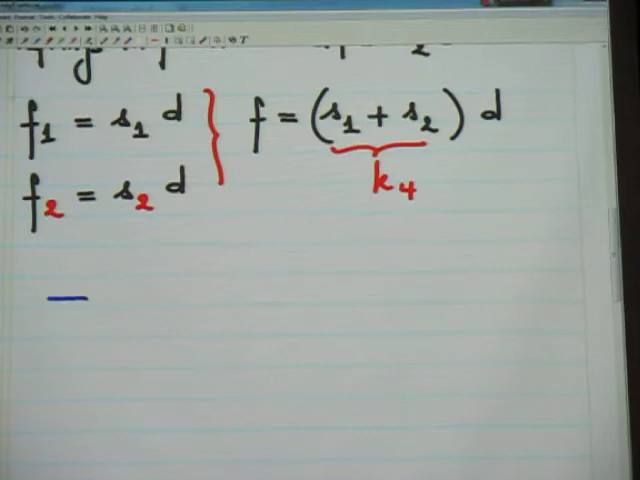 f1 = s1 d
f = (s1 + s2) d
k4
f2 = s2 d